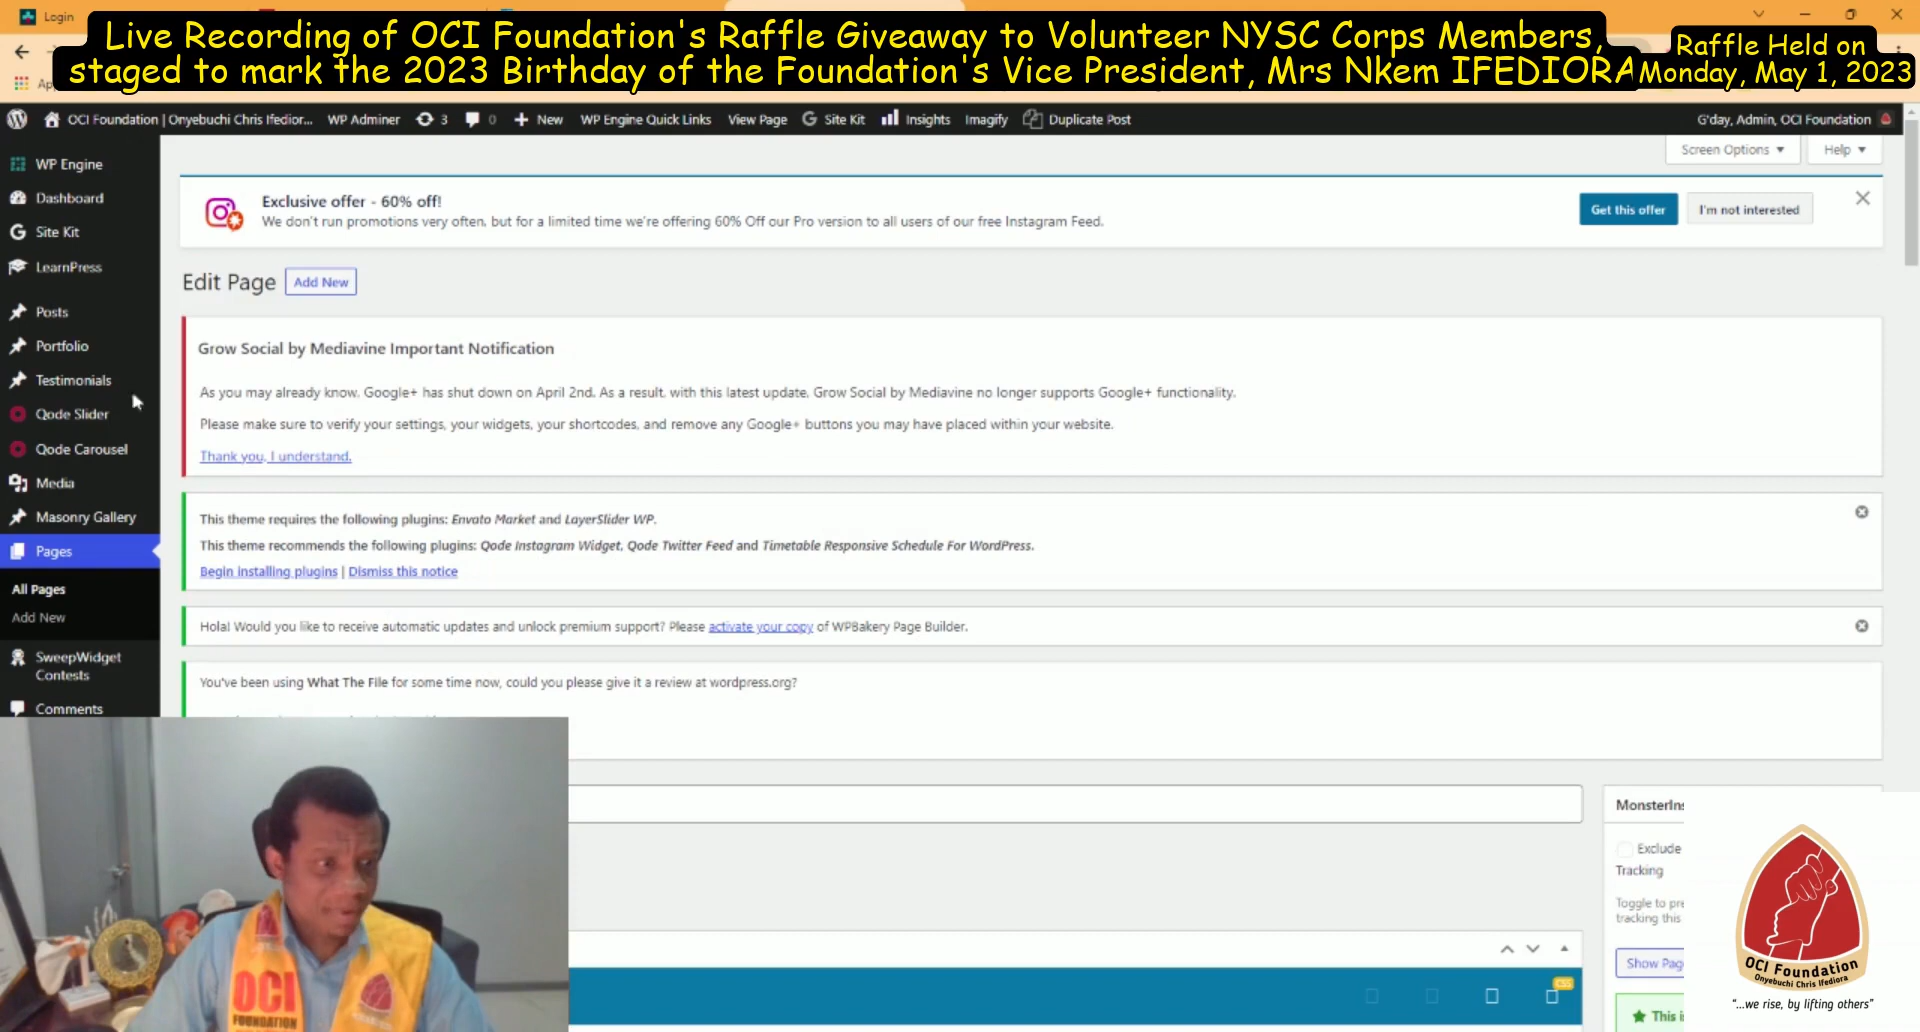 Login
Live Recording of OCI Foundation's Raffle Giveaway to Volunteer NYSC Corps Members,
staged to mark the 2023 Birthday of the Foundation's Vice President, Mrs Nkem IFEDIORA
Raffle Held on
Monday, May 1, 2023
OCI Foundation | Onyebuchi Chris Ifedior... WP Adminer 3 0 New WP Engine Quick Links View Page Site Kit Insights Imagify Duplicate Post G'day, Admin, OCI Foundation
Screen Options Help
WP Engine
Dashboard
Site Kit
LearnPress
Posts
Portfolio
Testimonials
Qode Slider
Qode Carousel
Media
Masonry Gallery
Pages
All Pages
Add New
SweepWidget
Contests
Comments
Exclusive offer - 60% off!
We don't run promotions very often, but for a limited time we're offering 60% Off our Pro version to all users of our free Instagram Feed.
Get this offer I'm not interested
Edit Page Add New
Grow Social by Mediavine Important Notification
As you may already know, Google+ has shut down on April 2nd. As a result, with this latest update, Grow Social by Mediavine no longer supports Google+ functionality.
Please make sure to verify your settings, your widgets, your shortcodes, and remove any Google+ buttons you may have placed within your website.
Thank you, I understand.
This theme requires the following plugins: Envato Market and LayerSlider WP.
This theme recommends the following plugins: Qode Instagram Widget, Qode Twitter Feed and Timetable Responsive Schedule For WordPress.
Begin installing plugins | Dismiss this notice
Hola! Would you like to receive automatic updates and unlock premium support? Please activate your copy of WPBakery Page Builder.
You've been using What The File for some time now, could you please give it a review at wordpress.org?
MonsterIns
Exclude
Tracking
Toggle to pre
tracking this
Show Pag
This i
CSS
OCI
FOUNDATION
OCI Foundation
Onyebuchi Chris Ifediora
"...we rise, by lifting others"